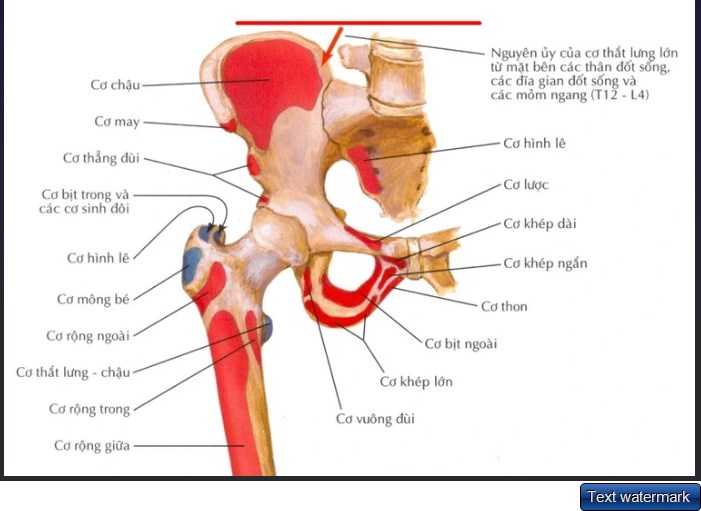 Nguyên ủy của cơ thắt lưng lớn
từ mặt bên các thân đốt sống,
các đĩa gian đốt sống và
các mỏm ngang (T12 - L4)
Cơ chậu
Cơ may
Cơ thẳng đùi
Cơ bịt trong và
các cơ sinh đôi
Cơ hình lê
Cơ mông bé
Cơ rộng ngoài
Cơ thắt lưng - chậu
Cơ rộng trong
Cơ rộng giữa
Cơ hình lê
Cơ lược
Cơ khép dài
Cơ khép ngắn
Cơ thon
Cơ bịt ngoài
Cơ khép lớn
Cơ vuông đùi
Text watermark